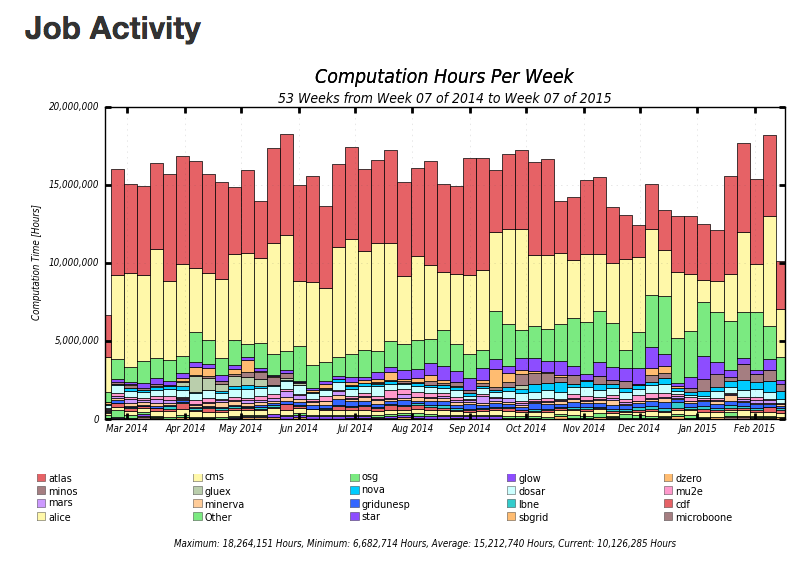 Job Activity
Computation Hours Per Week
53 Weeks from Week 07 of 2014 to Week 07 of 2015
20,000,000
15,000,000
10,000,000
5,000,000
0
Computation Time [Hours]
Mar 2014 Apr 2014 May 2014 Jun 2014 Jul 2014 Aug 2014 Sep 2014 Oct 2014 Nov 2014 Dec 2014 Jan 2015 Feb 2015
atlas cms osg glow dzero
minos gluex nova dosar mu2e
mars minerva gridunesp lbne cdf
alice Other star sbgrid microboone
Maximum: 18,264,151 Hours, Minimum: 6,682,714 Hours, Average: 15,212,740 Hours, Current: 10,126,285 Hours